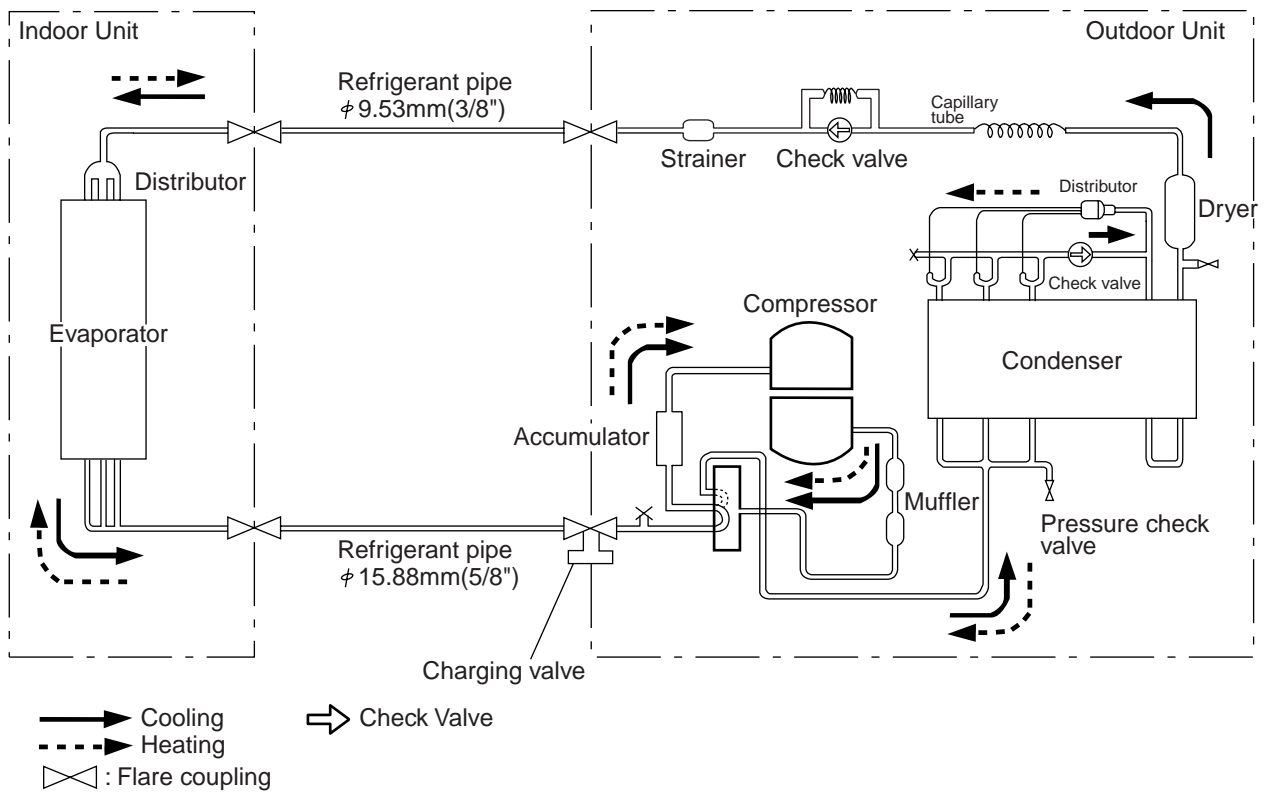 Indoor Unit
Outdoor Unit
Refrigerant pipe
ϕ 9.53mm(3/8")
Capillary
tube
Strainer
Check valve
Distributor
Distributor
Dryer
Check valve
Compressor
Evaporator
Condenser
Accumulator
Muffler
Pressure check
valve
Refrigerant pipe
ϕ 15.88mm(5/8")
Charging valve
Cooling
Check Valve
Heating
: Flare coupling